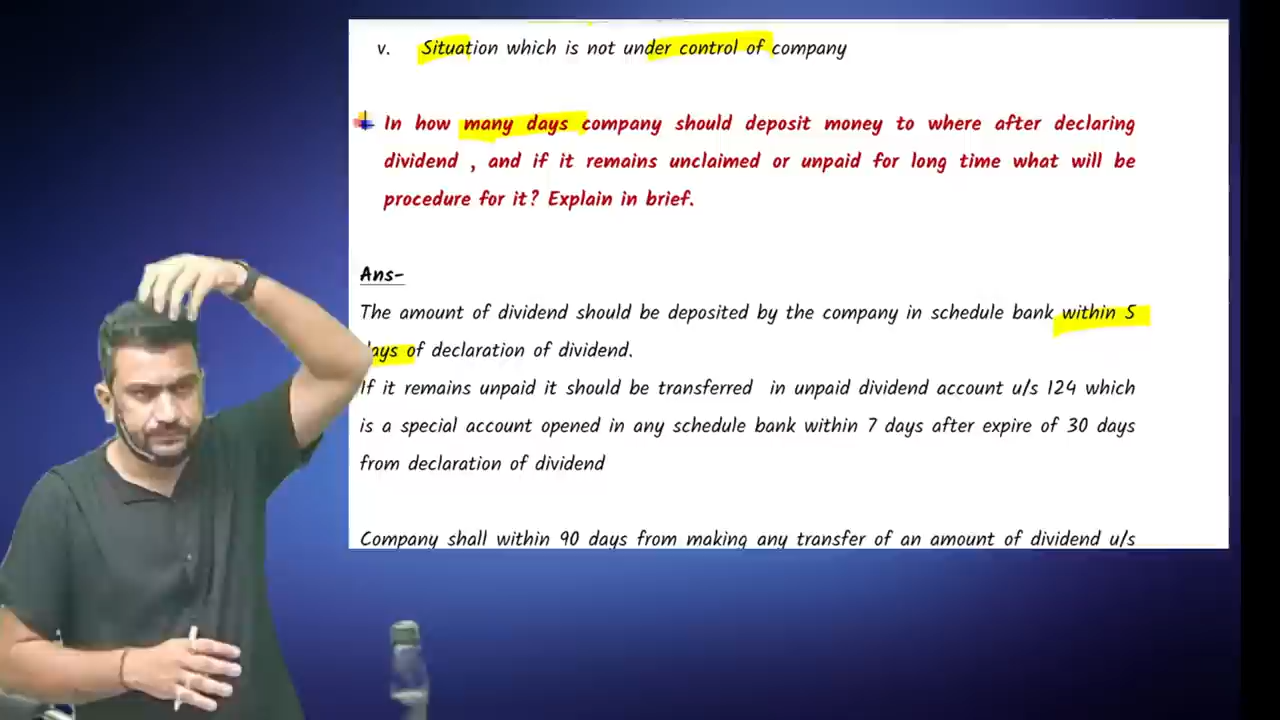 v. Situation which is not under control of company
In how many days company should deposit money to where after declaring
dividend , and if it remains unclaimed or unpaid for long time what will be
procedure for it? Explain in brief.
Ans-
The amount of dividend should be deposited by the company in schedule bank within 5
days of declaration of dividend.
If it remains unpaid it should be transferred in unpaid dividend account u/s 124 which
is a special account opened in any schedule bank within 7 days after expire of 30 days
from declaration of dividend
Company shall within 90 days from making any transfer of an amount of dividend u/s